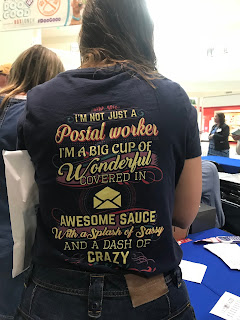 I'M NOT JUST A
Postal worker
I'M A BIG CUP OF
Wonderful
COVERED IN
AWESOME SAUCE
With a Splash of Sassy
AND A DASH OF
CRAZY